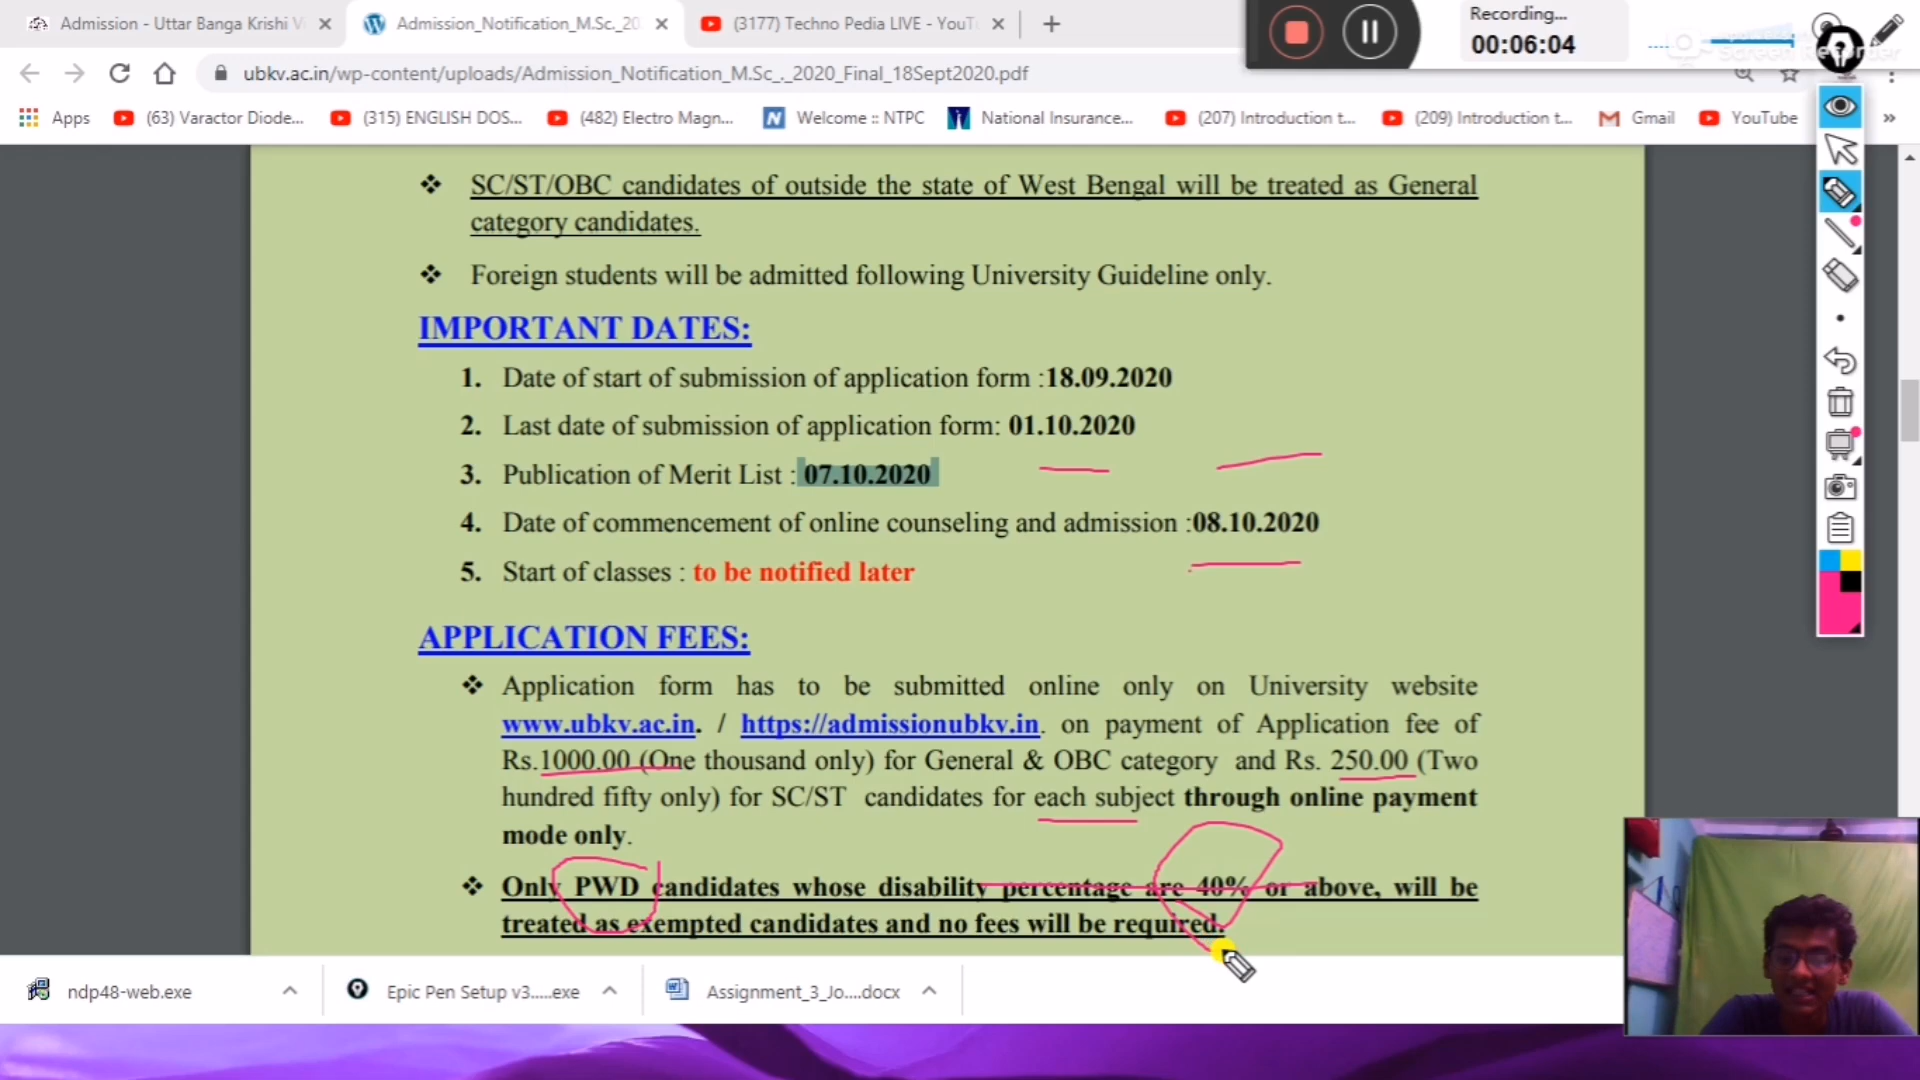 Admission - Uttar Banga Krishi V
Admission_Notification_M.Sc._20
(3177) Techno Pedia LIVE - YouT
Recording...
00:06:04
ubkv.ac.in/wp-content/uploads/Admission_Notification_M.Sc_._2020_Final_18Sept2020.pdf
Apps
(63) Varactor Diode...
(315) ENGLISH DOS...
(482) Electro Magn...
Welcome :: NTPC
National Insurance...
(207) Introduction t...
(209) Introduction t...
Gmail
YouTube
»
❖ SC/ST/OBC candidates of outside the state of West Bengal will be treated as General
category candidates.
❖ Foreign students will be admitted following University Guideline only.
IMPORTANT DATES:
1. Date of start of submission of application form :18.09.2020
2. Last date of submission of application form: 01.10.2020
3. Publication of Merit List : 07.10.2020
4. Date of commencement of online counseling and admission :08.10.2020
5. Start of classes : to be notified later
APPLICATION FEES:
❖ Application form has to be submitted online only on University website
www.ubkv.ac.in. / https://admissionubkv.in. on payment of Application fee of
Rs.1000.00 (One thousand only) for General & OBC category and Rs. 250.00 (Two
hundred fifty only) for SC/ST candidates for each subject through online payment
mode only.
❖ Only PWD candidates whose disability percentage are 40% or above, will be
treated as exempted candidates and no fees will be required.
ndp48-web.exe
Epic Pen Setup v3.....exe
Assignment_3_Jo....docx